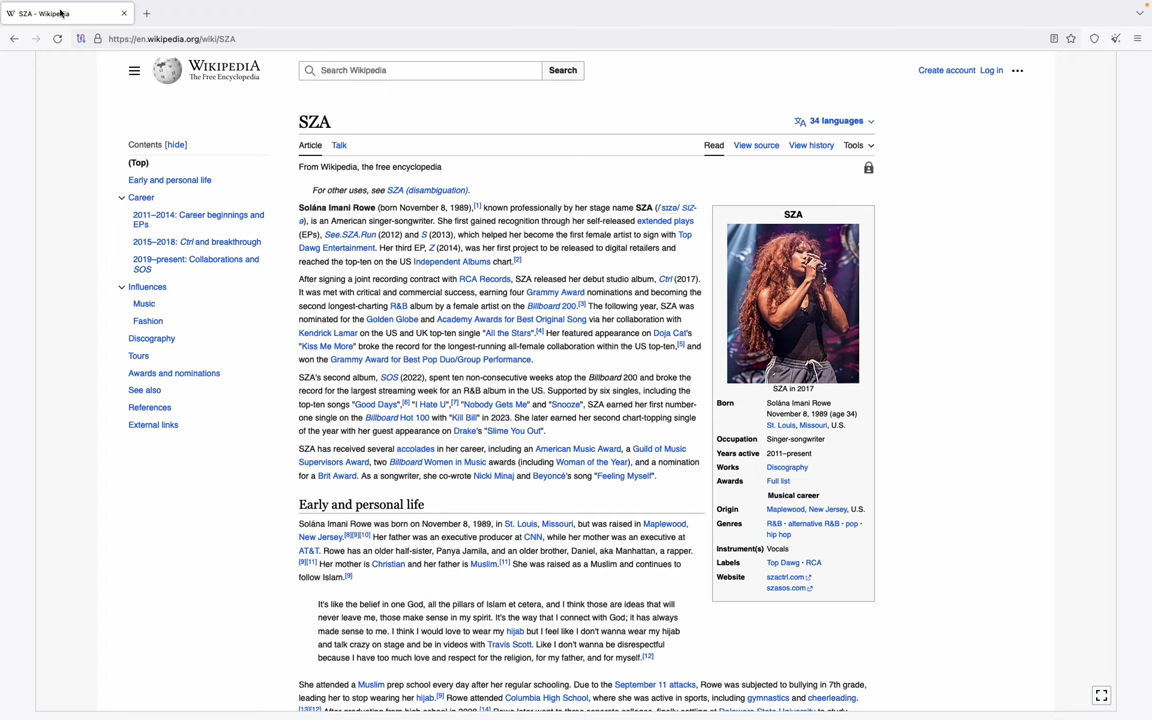 SZA - Wikipedia
https://en.wikipedia.org/wiki/SZA
WIKIPEDIA
The Free Encyclopedia
Search Wikipedia
Search
Create account Log in
SZA
34 languages
Contents [hide]
(Top)
Early and personal life
Career
2011–2014: Career beginnings and
EPs
2015–2018: Ctrl and breakthrough
2019–present: Collaborations and
SOS
Influences
Music
Fashion
Discography
Tours
Awards and nominations
See also
References
External links
Article Talk
Read View source View history Tools
From Wikipedia, the free encyclopedia
For other uses, see SZA (disambiguation).
Solána Imani Rowe (born November 8, 1989),[1] known professionally by her stage name SZA (/ˈsɪzə/ SIZ-
ə), is an American singer-songwriter. She first gained recognition through her self-released extended plays
(EPs), See.SZA.Run (2012) and S (2013), which helped her become the first female artist to sign with Top
Dawg Entertainment. Her third EP, Z (2014), was her first project to be released to digital retailers and
reached the top-ten on the US Independent Albums chart.[2]
After signing a joint recording contract with RCA Records, SZA released her debut studio album, Ctrl (2017).
It was met with critical and commercial success, earning four Grammy Award nominations and becoming the
second longest-charting R&B album by a female artist on the Billboard 200.[3] The following year, SZA was
nominated for the Golden Globe and Academy Awards for Best Original Song via her collaboration with
Kendrick Lamar on the US and UK top-ten single "All the Stars".[4] Her featured appearance on Doja Cat's
"Kiss Me More" broke the record for the longest-running all-female collaboration within the US top-ten,[5] and
won the Grammy Award for Best Pop Duo/Group Performance.
SZA's second album, SOS (2022), spent ten non-consecutive weeks atop the Billboard 200 and broke the
record for the largest streaming week for an R&B album in the US. Supported by six singles, including the
top-ten songs "Good Days",[6] "I Hate U",[7] "Nobody Gets Me" and "Snooze", SZA earned her first number-
one single on the Billboard Hot 100 with "Kill Bill" in 2023. She later earned her second chart-topping single
of the year with her guest appearance on Drake's "Slime You Out".
SZA has received several accolades in her career, including an American Music Award, a Guild of Music
Supervisors Award, two Billboard Women in Music awards (including Woman of the Year), and a nomination
for a Brit Award. As a songwriter, she co-wrote Nicki Minaj and Beyoncé's song "Feeling Myself".
SZA
SZA in 2017
Born Solána Imani Rowe
November 8, 1989 (age 34)
St. Louis, Missouri, U.S.
Occupation Singer-songwriter
Years active 2011–present
Works Discography
Awards Full list
Musical career
Origin Maplewood, New Jersey, U.S.
Genres R&B · alternative R&B · pop ·
hip hop
Instrument(s) Vocals
Labels Top Dawg · RCA
Website szactrl.com
szasos.com
Early and personal life
Solána Imani Rowe was born on November 8, 1989, in St. Louis, Missouri, but was raised in Maplewood,
New Jersey.[8][9][10] Her father was an executive producer at CNN, while her mother was an executive at
AT&T. Rowe has an older half-sister, Panya Jamila, and an older brother, Daniel, aka Manhattan, a rapper.
[9][11] Her mother is Christian and her father is Muslim.[11] She was raised as a Muslim and continues to
follow Islam.[9]
It's like the belief in one God, all the pillars of Islam et cetera, and I think those are ideas that will
never leave me, those make sense in my spirit. It's the way that I connect with God; it has always
made sense to me. I think I would love to wear my hijab but I feel like I don't wanna wear my hijab
and talk crazy on stage and be in videos with Travis Scott. Like I don't wanna be disrespectful
because I have too much love and respect for the religion, for my father, and for myself.[12]
She attended a Muslim prep school every day after her regular schooling. Due to the September 11 attacks, Rowe was subjected to bullying in 7th grade,
leading her to stop wearing her hijab.[9] Rowe attended Columbia High School, where she was active in sports, including gymnastics and cheerleading.